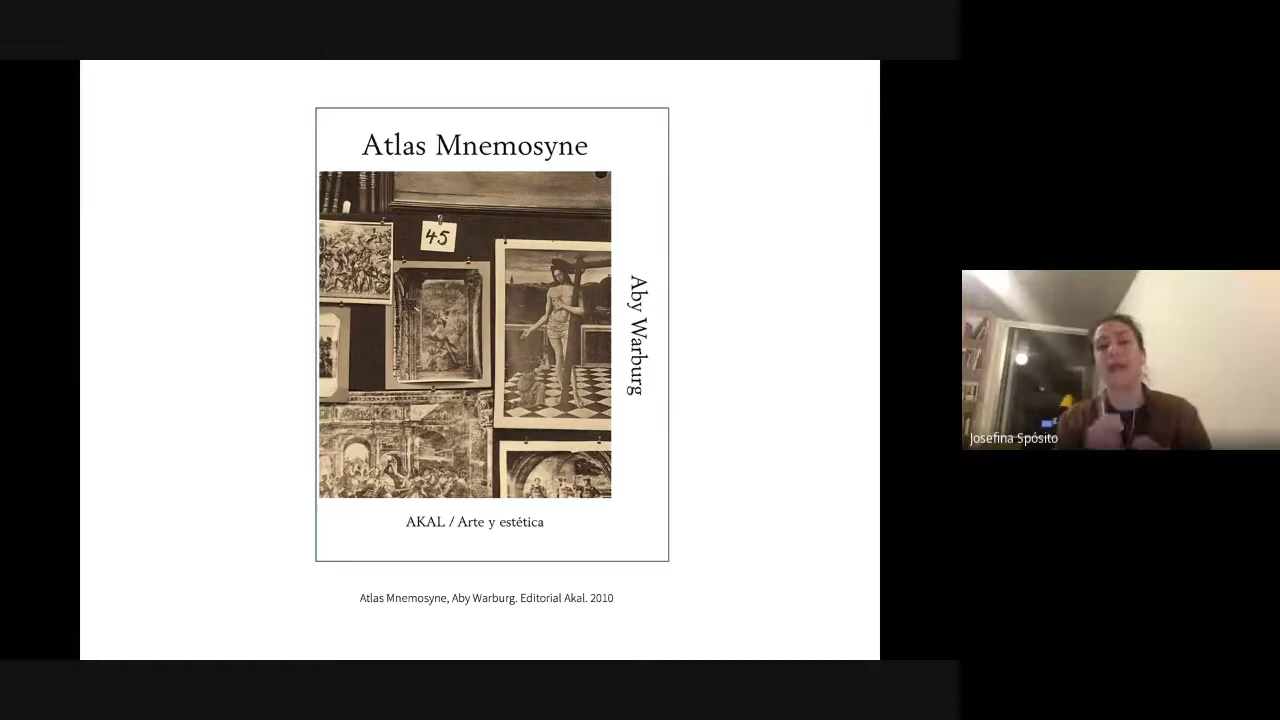 Atlas Mnemosyne
45
Aby Warburg
AKAL / Arte y estética
Atlas Mnemosyne, Aby Warburg. Editorial Akal. 2010
Josefina Spósito